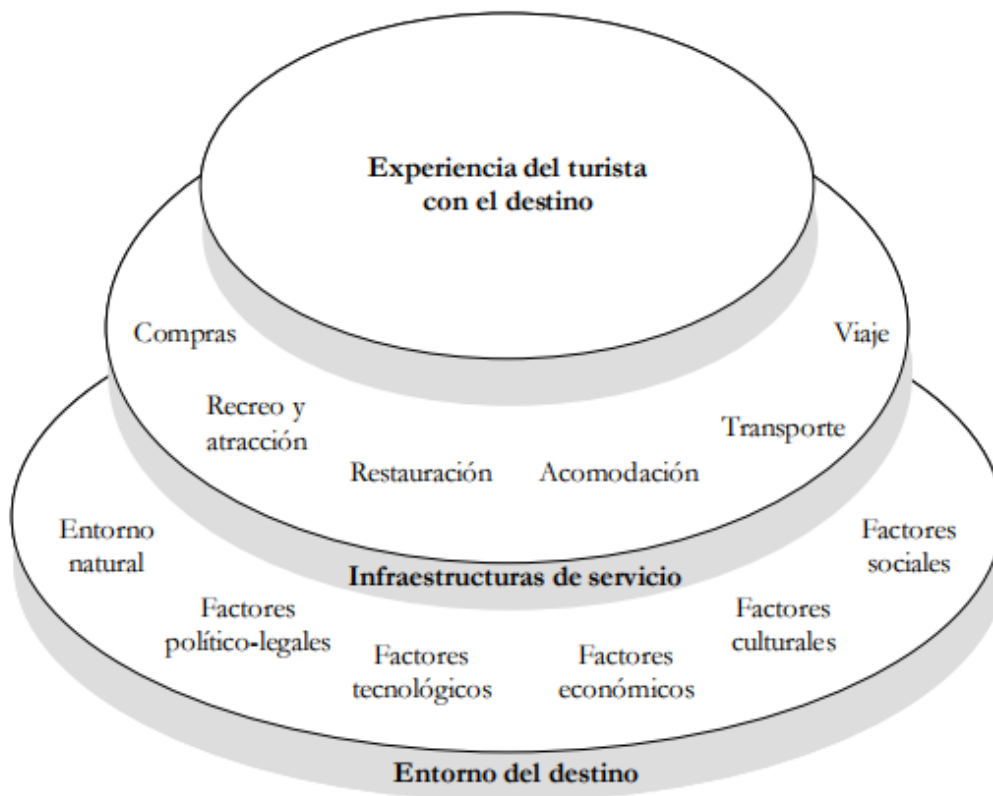 Experiencia del turista
con el destino
Compras
Viaje
Recreo y
atracción
Transporte
Restauración
Acomodación
Infraestructuras de servicio
Entorno
natural
Factores
sociales
Factores
político-legales
Factores
culturales
Factores
tecnológicos
Factores
económicos
Entorno del destino